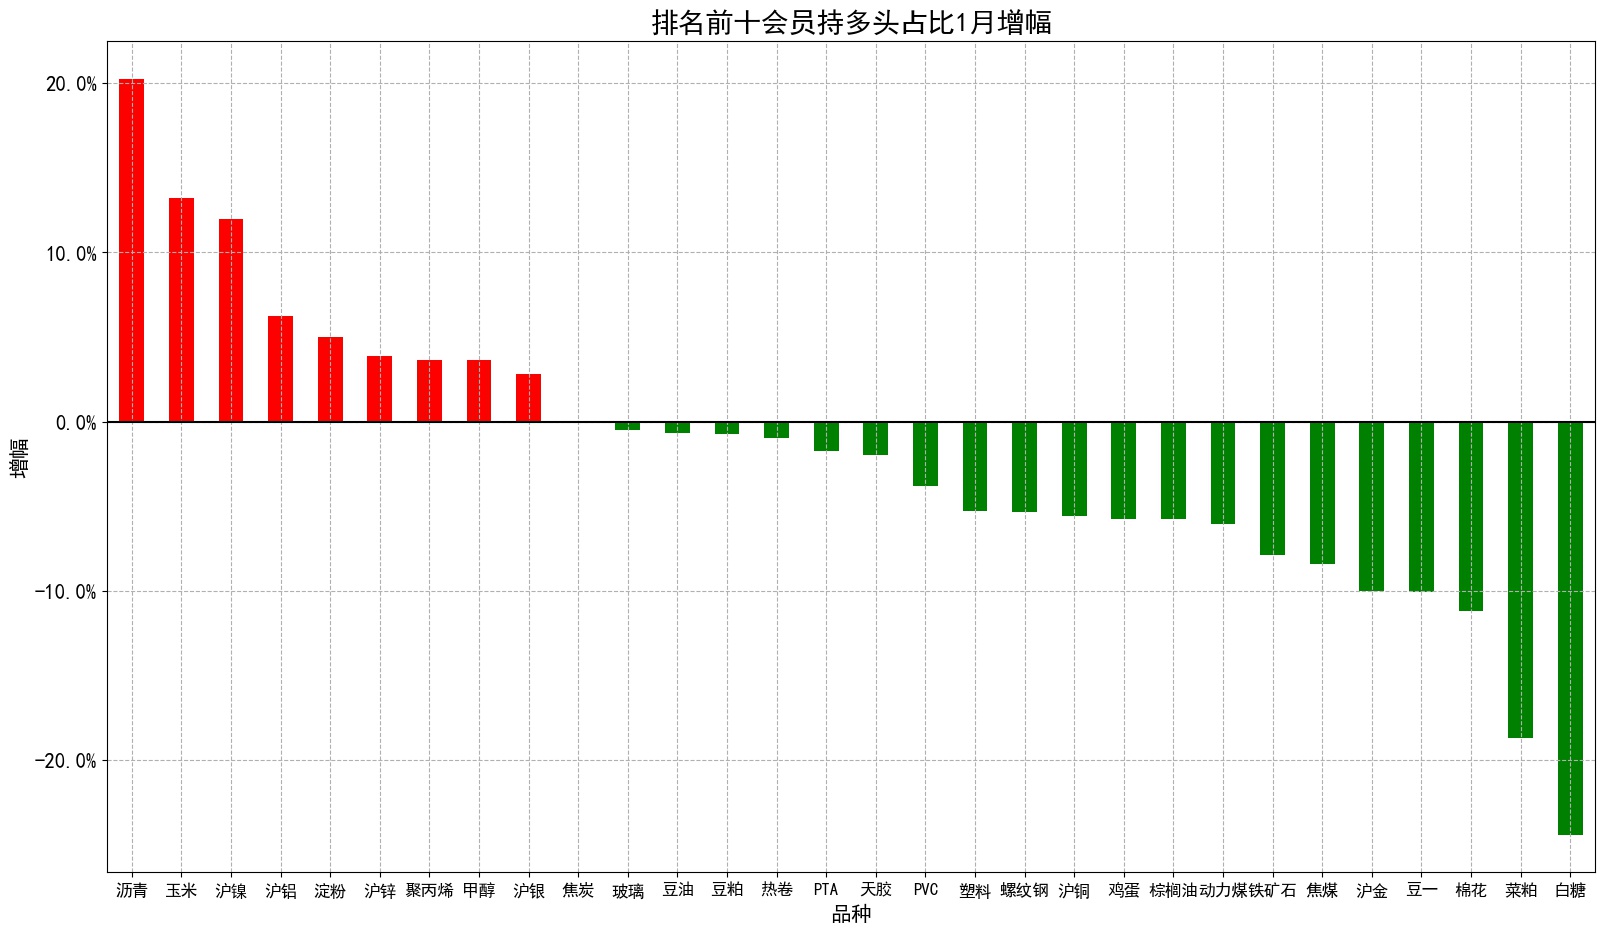 排名前十会员持多头占比1月增幅
20.0%
10.0%
0.0%
-10.0%
-20.0%
增幅
沥青 玉米 沪镍 沪铝 淀粉 沪锌 聚丙烯 甲醇 沪银 焦炭 玻璃 豆油 豆粕 热卷 PTA 天胶 PVC 塑料 螺纹钢 沪铜 鸡蛋 棕榈油 动力煤 铁矿石 焦煤 沪金 豆一 棉花 菜粕 白糖
品种